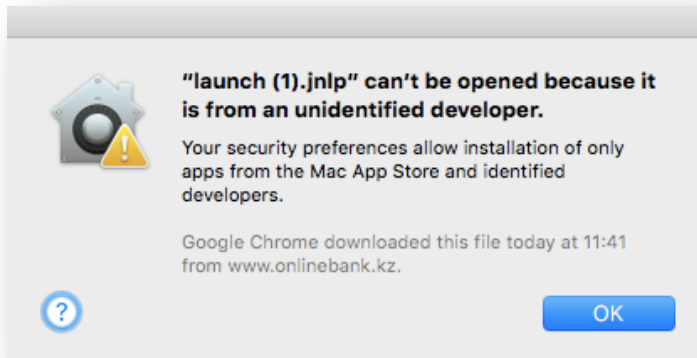 “launch (1).jnlp” can’t be opened because it
is from an unidentified developer.
Your security preferences allow installation of only
apps from the Mac App Store and identified
developers.
Google Chrome downloaded this file today at 11:41
from www.onlinebank.kz.
?
OK